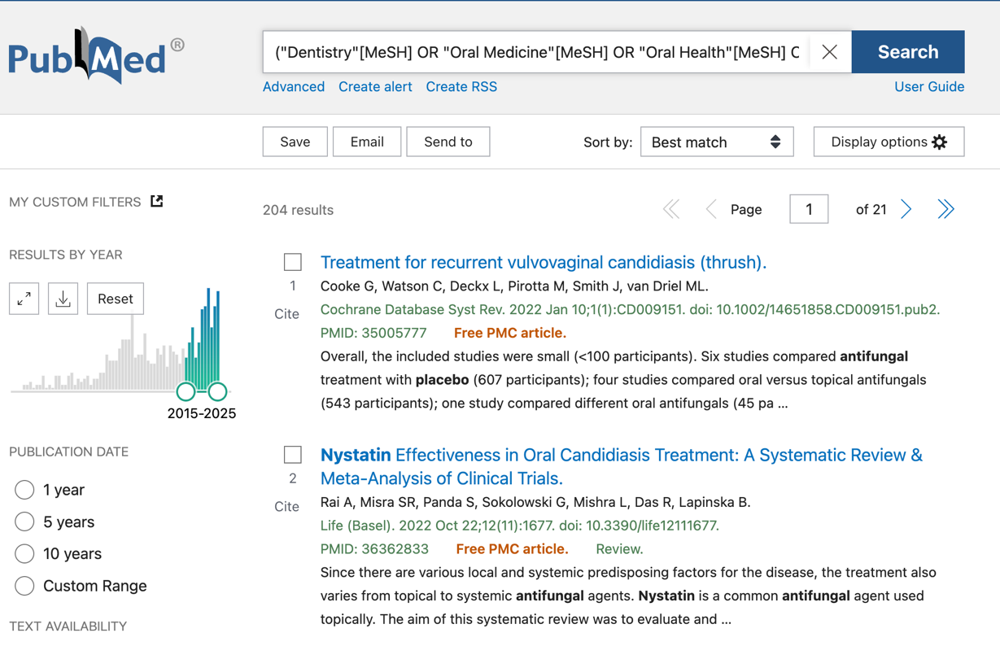 PubMed®
("Dentistry"[MeSH] OR "Oral Medicine"[MeSH] OR "Oral Health"[MeSH] O
Search
Advanced Create alert Create RSS
User Guide
Save
Email
Send to
Sort by: Best match
Display options
MY CUSTOM FILTERS
204 results
Page 1 of 21
RESULTS BY YEAR
Reset
2015-2025
PUBLICATION DATE
1 year
5 years
10 years
Custom Range
TEXT AVAILABILITY
Treatment for recurrent vulvovaginal candidiasis (thrush).
1
Cite
Cooke G, Watson C, Deckx L, Pirotta M, Smith J, van Driel ML.
Cochrane Database Syst Rev. 2022 Jan 10;1(1):CD009151. doi: 10.1002/14651858.CD009151.pub2.
PMID: 35005777 Free PMC article.
Overall, the included studies were small (<100 participants). Six studies compared antifungal
treatment with placebo (607 participants); four studies compared oral versus topical antifungals
(543 participants); one study compared different oral antifungals (45 pa ...
Nystatin Effectiveness in Oral Candidiasis Treatment: A Systematic Review &
Meta-Analysis of Clinical Trials.
2
Cite
Rai A, Misra SR, Panda S, Sokolowski G, Mishra L, Das R, Lapinska B.
Life (Basel). 2022 Oct 22;12(11):1677. doi: 10.3390/life12111677.
PMID: 36362833 Free PMC article. Review.
Since there are various local and systemic predisposing factors for the disease, the treatment also
varies from topical to systemic antifungal agents. Nystatin is a common antifungal agent used
topically. The aim of this systematic review was to evaluate and ...